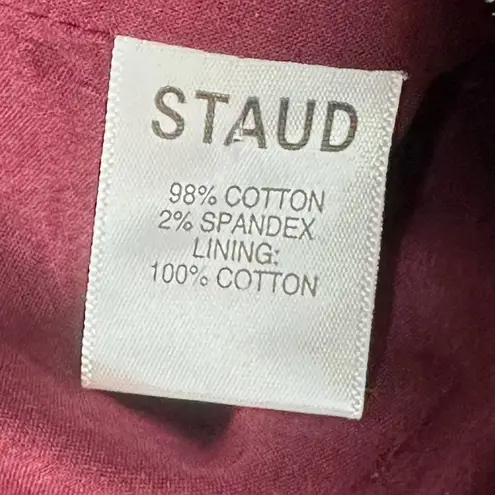 STAUD
98% COTTON
2% SPANDEX
LINING:
100% COTTON